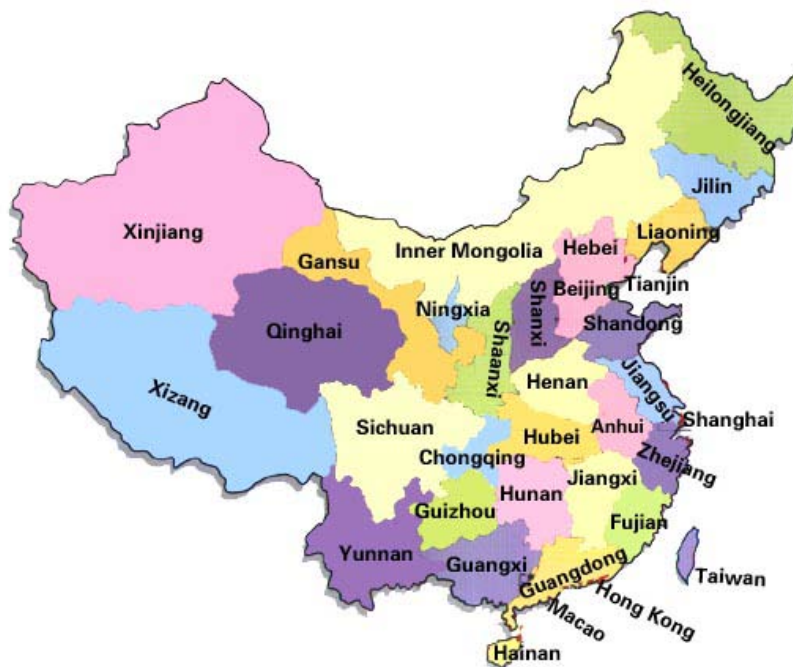 Heilongjiang
Jilin
Liaoning
Xinjiang
Inner Mongolia
Hebei
Gansu
Beijing
Tianjin
Ningxia
Shanxi
Qinghai
Shandong
Shaanxi
Henan
Jiangsu
Xizang
Sichuan
Shanghai
Anhui
Hubei
Chongqing
Zhejiang
Jiangxi
Hunan
Guizhou
Fujian
Yunnan
Guangxi
Guangdong
Taiwan
Hong Kong
Macao
Hainan